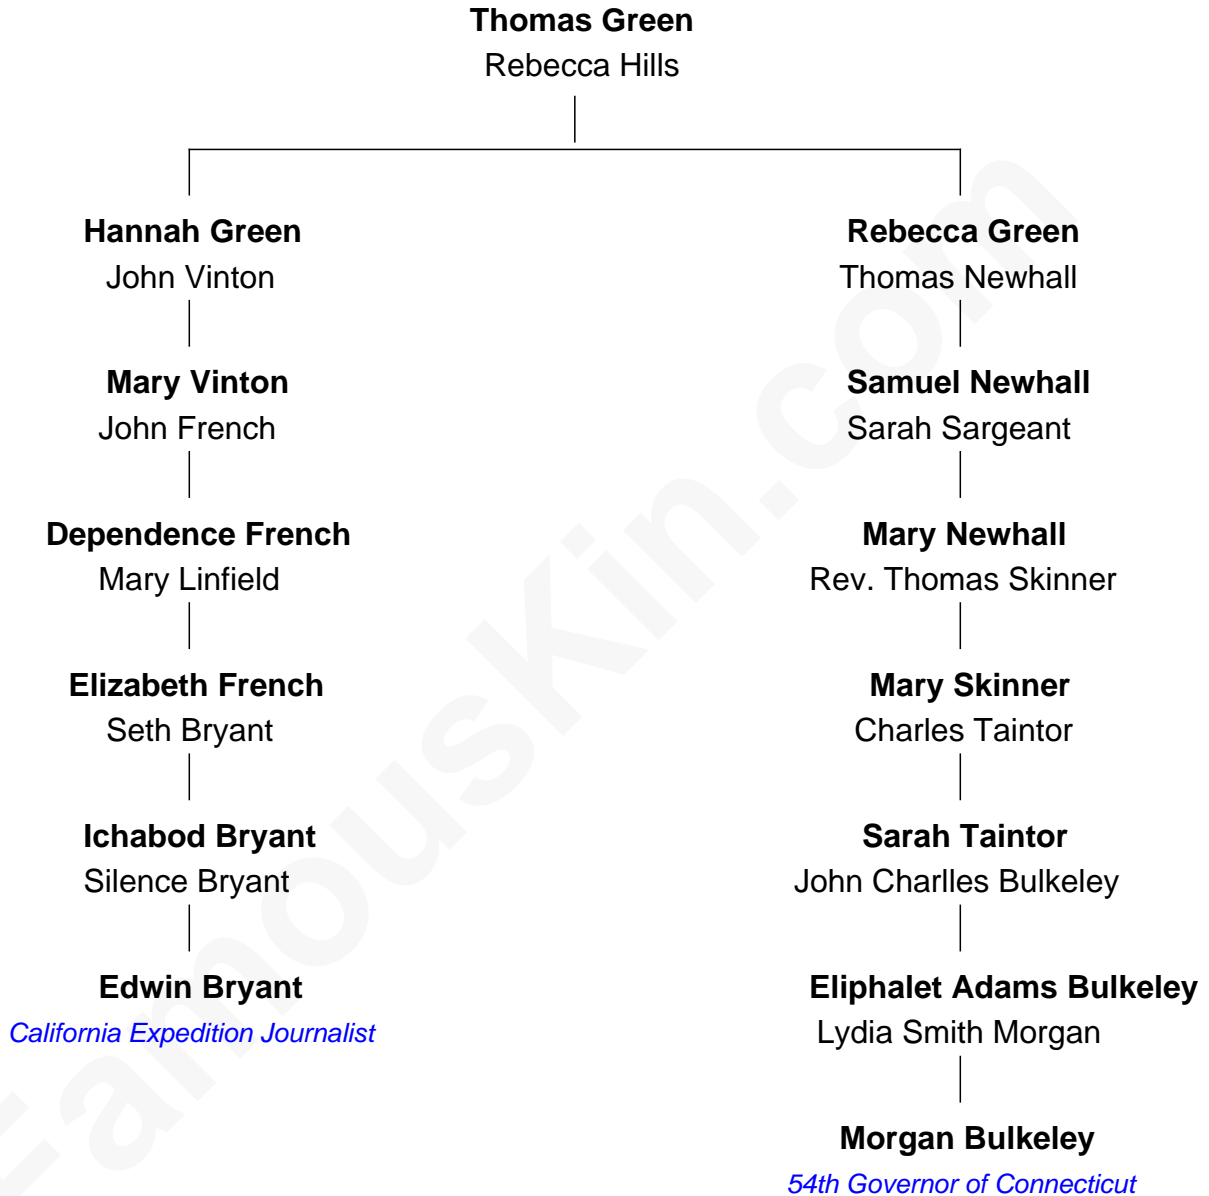 Thomas Green
Rebecca Hills
Hannah Green
John Vinton
Mary Vinton
John French
Dependence French
Mary Linfield
Elizabeth French
Seth Bryant
Ichabod Bryant
Silence Bryant
Edwin Bryant
California Expedition Journalist
Rebecca Green
Thomas Newhall
Samuel Newhall
Sarah Sargeant
Mary Newhall
Rev. Thomas Skinner
Mary Skinner
Charles Taintor
Sarah Taintor
John Charlles Bulkeley
Eliphalet Adams Bulkeley
Lydia Smith Morgan
Morgan Bulkeley
54th Governor of Connecticut
FamousKin.com